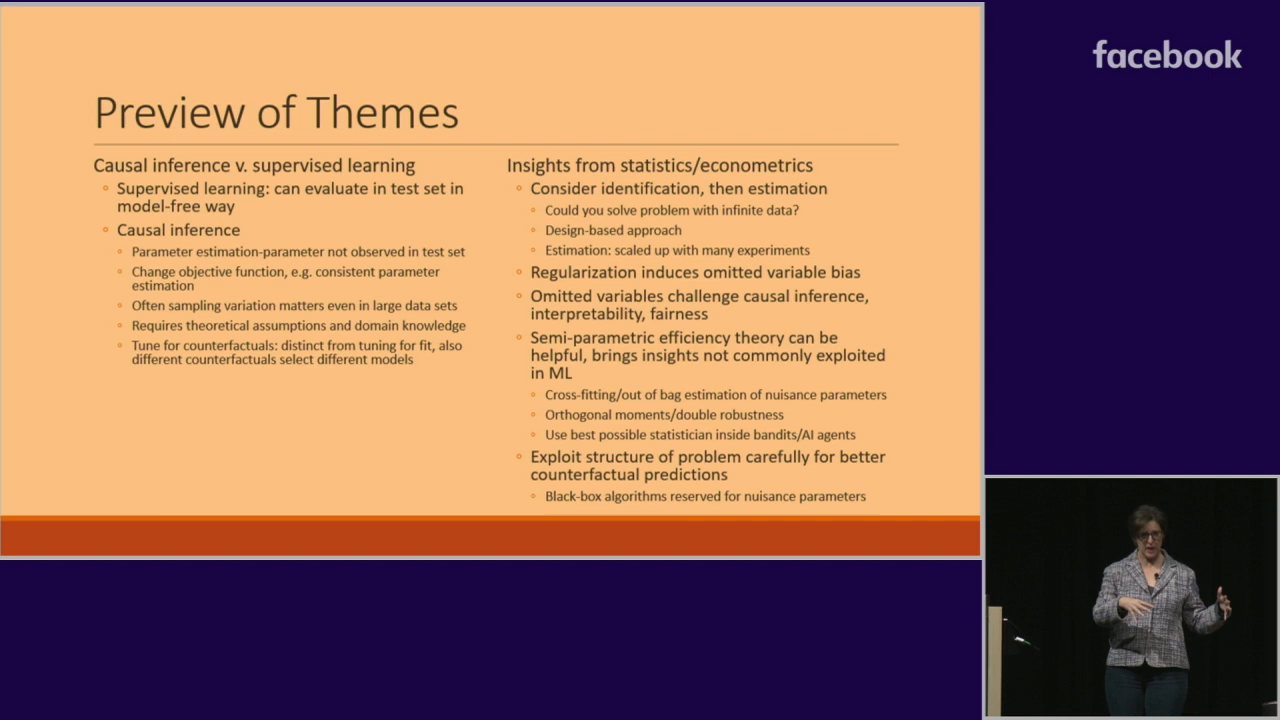 facebook
Preview of Themes
Causal inference v. supervised learning
Supervised learning: can evaluate in test set in
model-free way
Causal inference
Parameter estimation-parameter not observed in test set
Change objective function, e.g. consistent parameter
estimation
Often sampling variation matters even in large data sets
Requires theoretical assumptions and domain knowledge
Tune for counterfactuals: distinct from tuning for fit, also
different counterfactuals select different models
Insights from statistics/econometrics
Consider identification, then estimation
Could you solve problem with infinite data?
Design-based approach
Estimation: scaled up with many experiments
Regularization induces omitted variable bias
Omitted variables challenge causal inference,
interpretability, fairness
Semi-parametric efficiency theory can be
helpful, brings insights not commonly exploited
in ML
Cross-fitting/out of bag estimation of nuisance parameters
Orthogonal moments/double robustness
Use best possible statistician inside bandits/AI agents
Exploit structure of problem carefully for better
counterfactual predictions
Black-box algorithms reserved for nuisance parameters